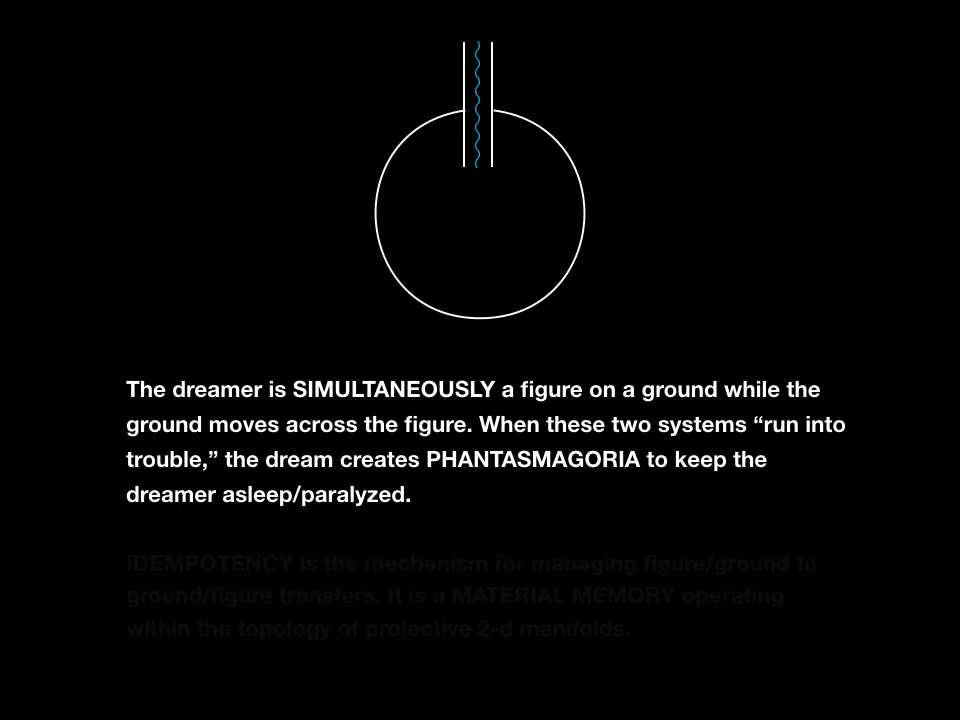 The dreamer is SIMULTANEOUSLY a figure on a ground while the
ground moves across the figure. When these two systems “run into
trouble,” the dream creates PHANTASMAGORIA to keep the
dreamer asleep/paralyzed.
IDEMPOTENCY is the mechanism for managing figure/ground to
ground/figure transfers. It is a MATERIAL MEMORY operating
within the topology of projective 2-d manifolds.